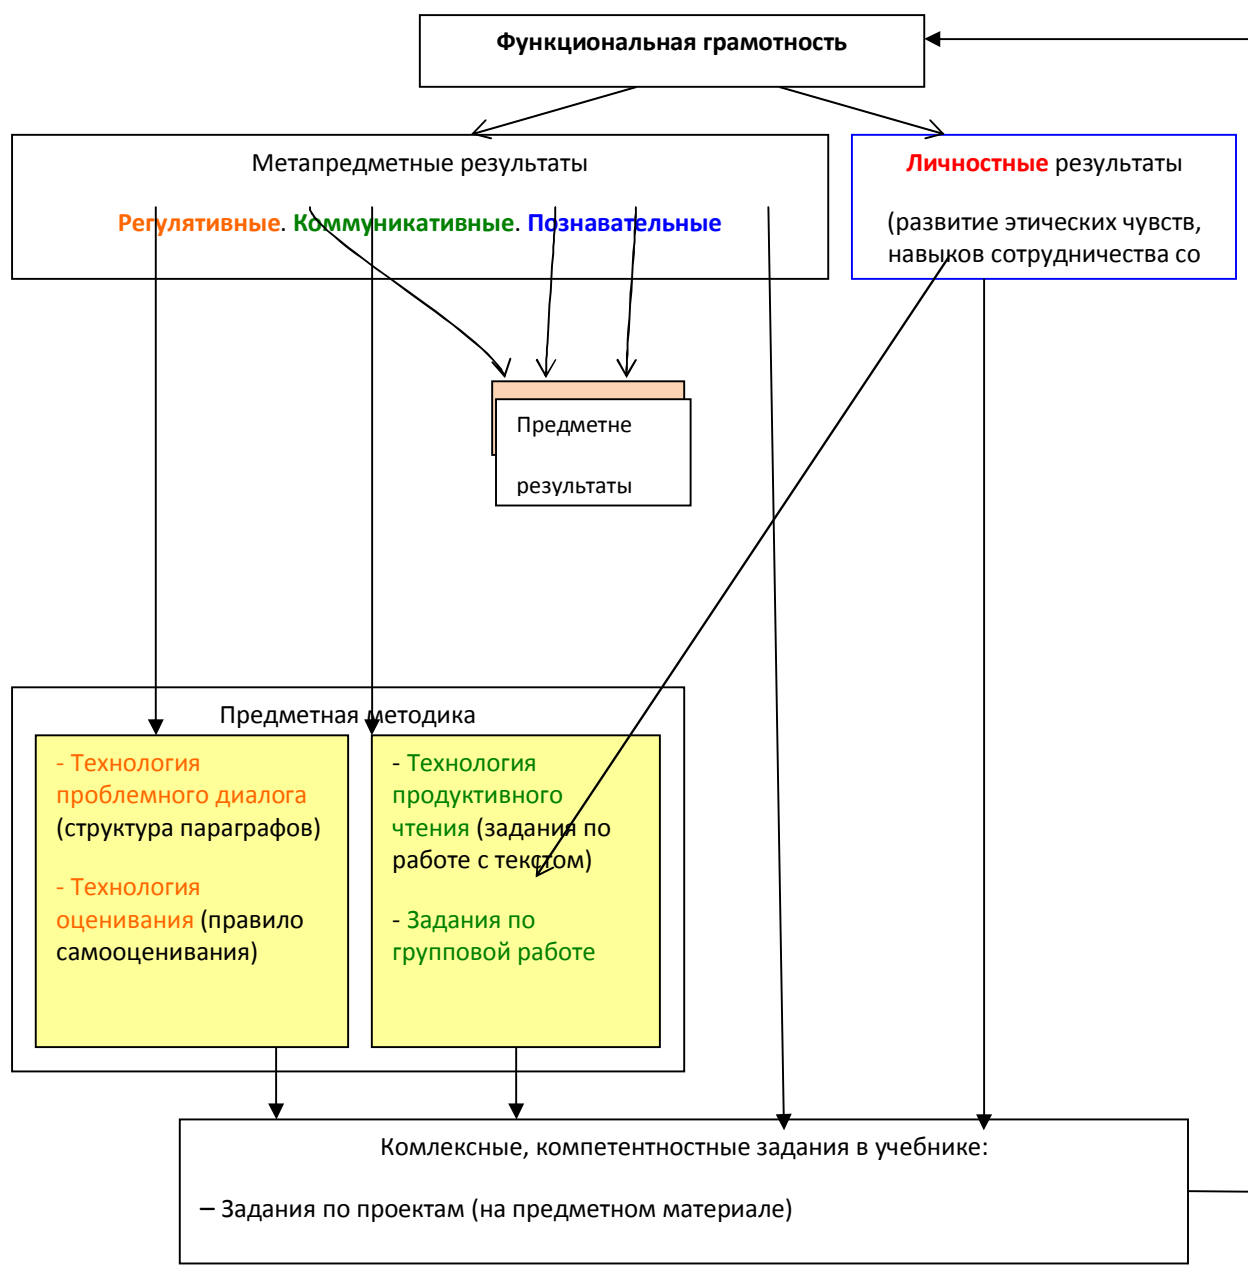 Функциональная грамотность
Метапредметные результаты
Регулятивные. Коммуникативные. Познавательные
Личностные результаты
(развитие этических чувств,
навыков сотрудничества со
Предметне
результаты
Предметная методика
- Технология
проблемного диалога
(структура параграфов)
- Технология
оценивания (правило
самооценивания)
- Технология
продуктивного
чтения (задания по
работе с текстом)
- Задания по
групповой работе
Комлексные, компетентностные задания в учебнике:
– Задания по проектам (на предметном материале)